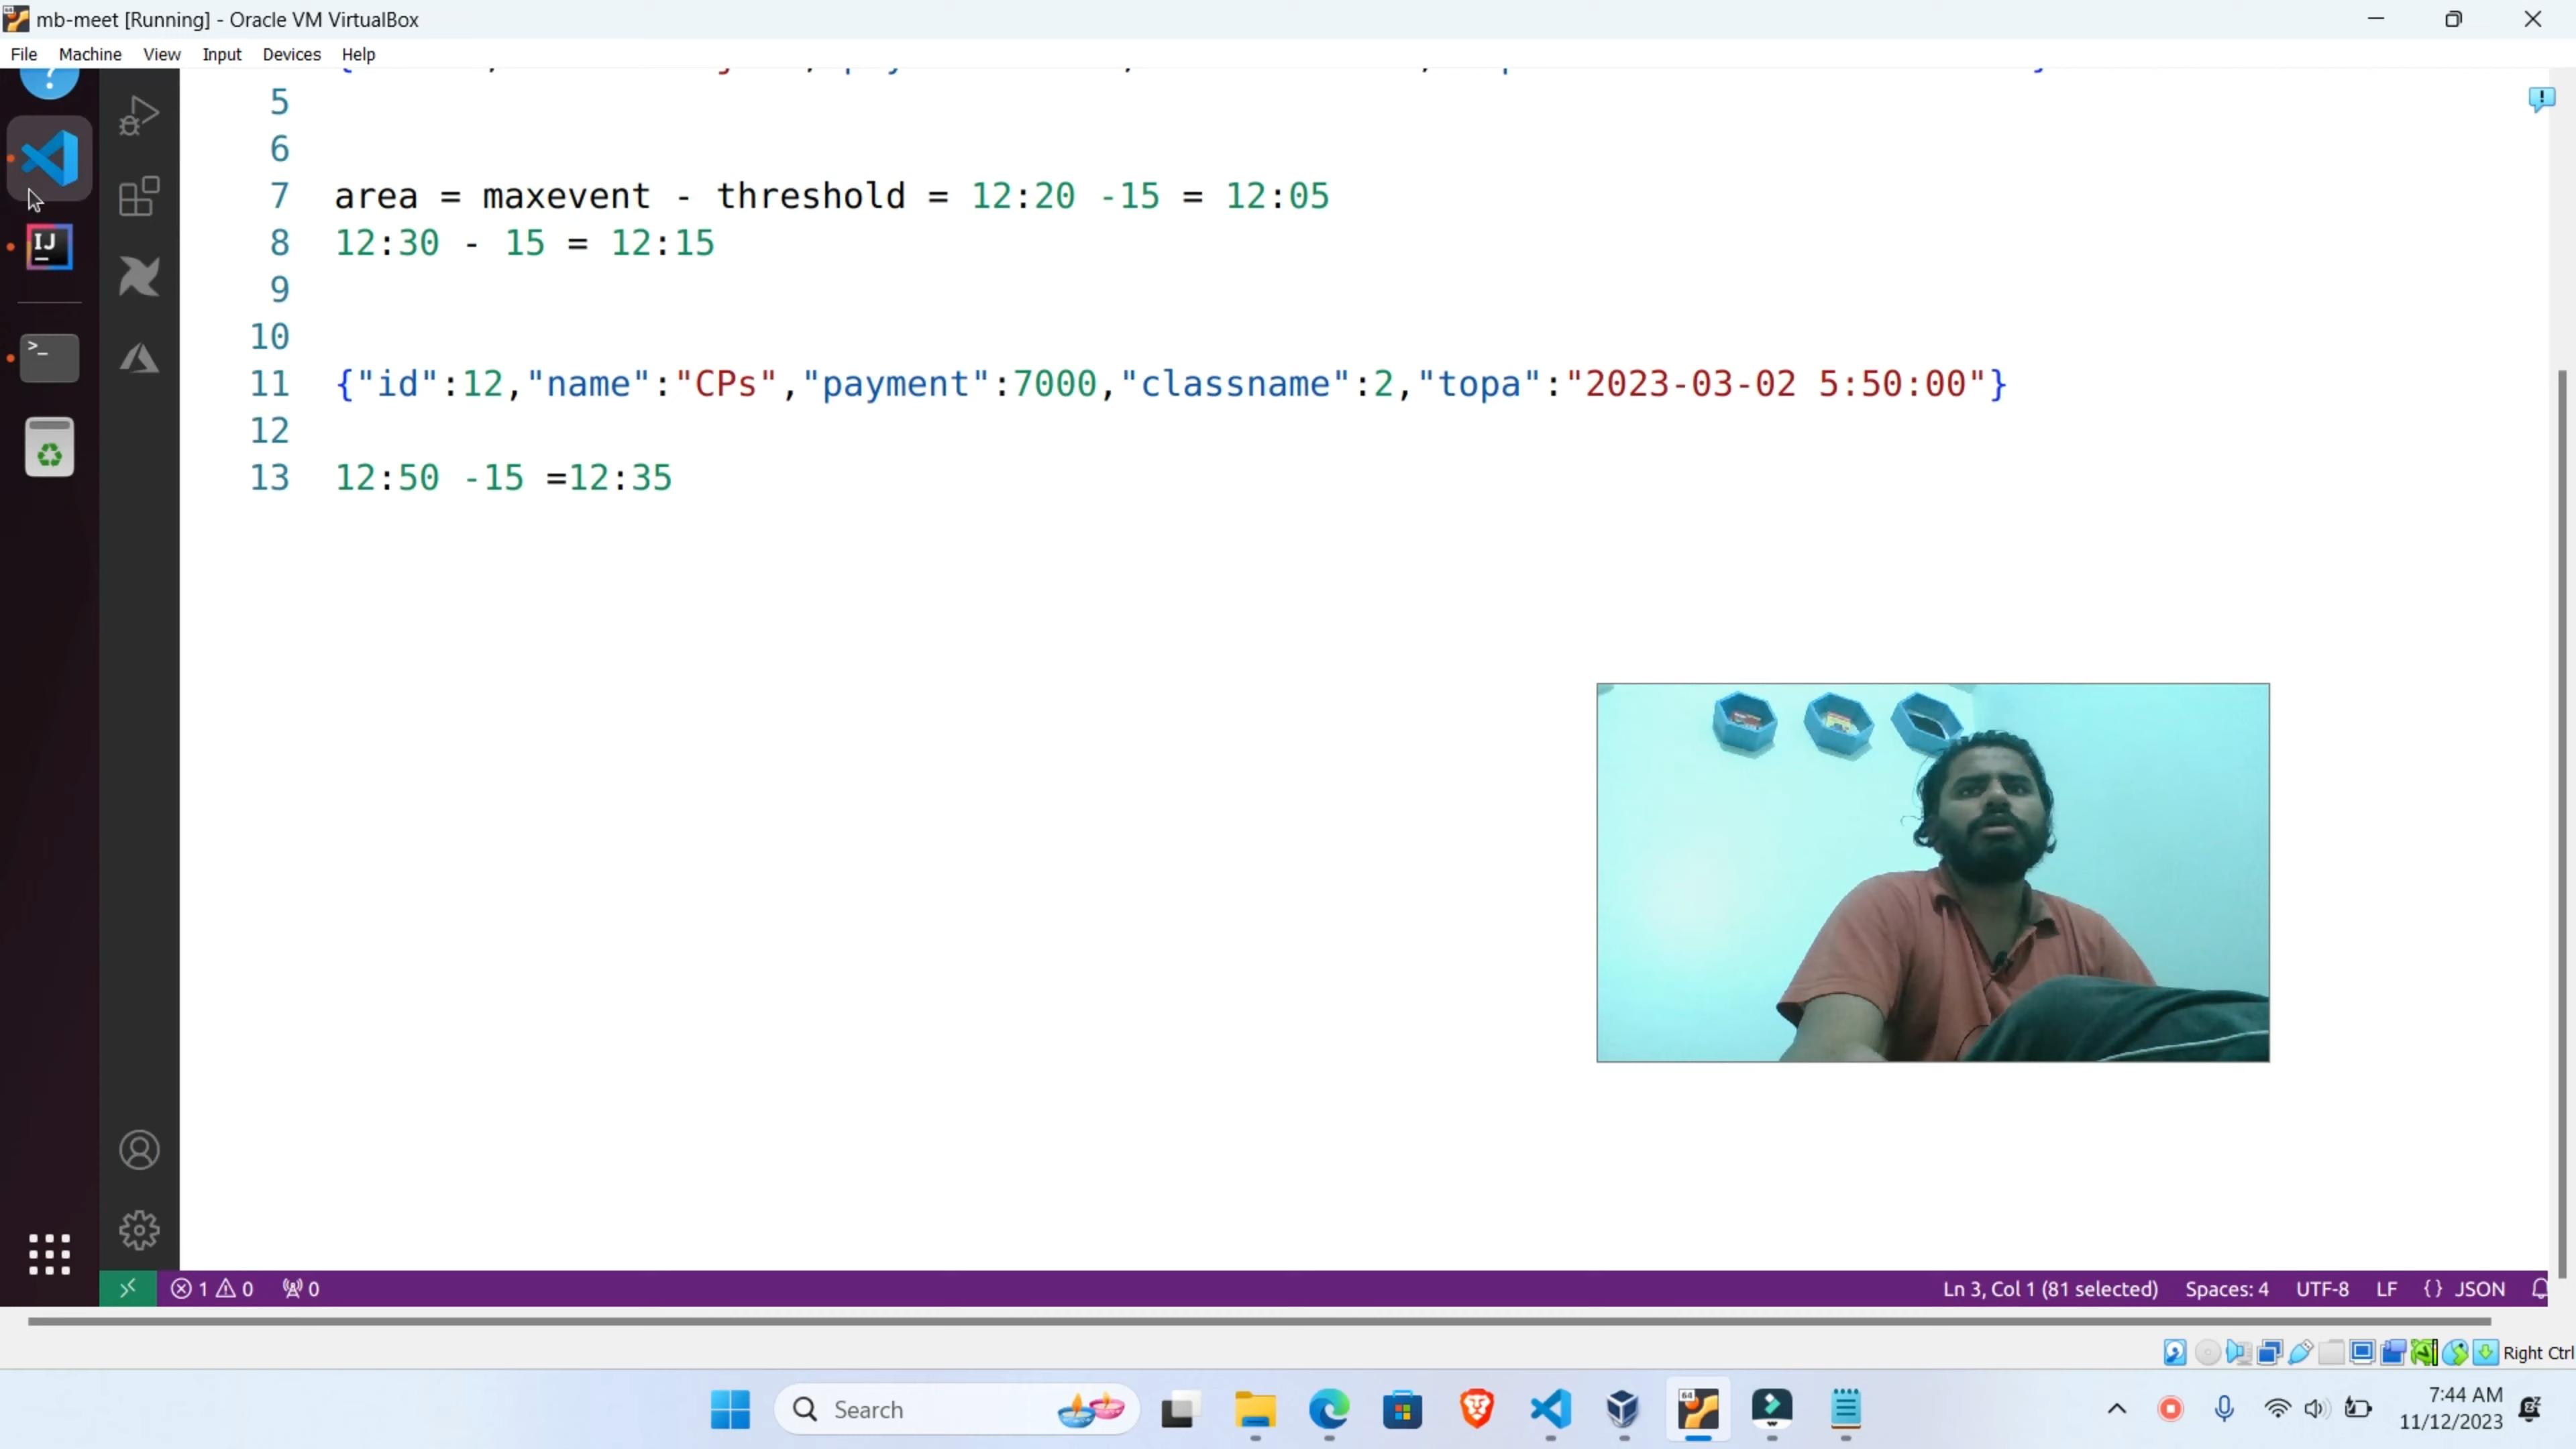 mb-meet [Running] - Oracle VM VirtualBox
File Machine View Input Devices Help
5
6
7 area = maxevent - threshold = 12:20 -15 = 12:05
8 12:30 - 15 = 12:15
9
10
11 {"id":12,"name":"CPs","payment":7000,"classname":2,"topa":"2023-03-02 5:50:00"}
12
13 12:50 -15 =12:35
1 0 0 Ln 3, Col 1 (81 selected) Spaces: 4 UTF-8 LF {} JSON
Right Ctrl
Search
7:44 AM
11/12/2023